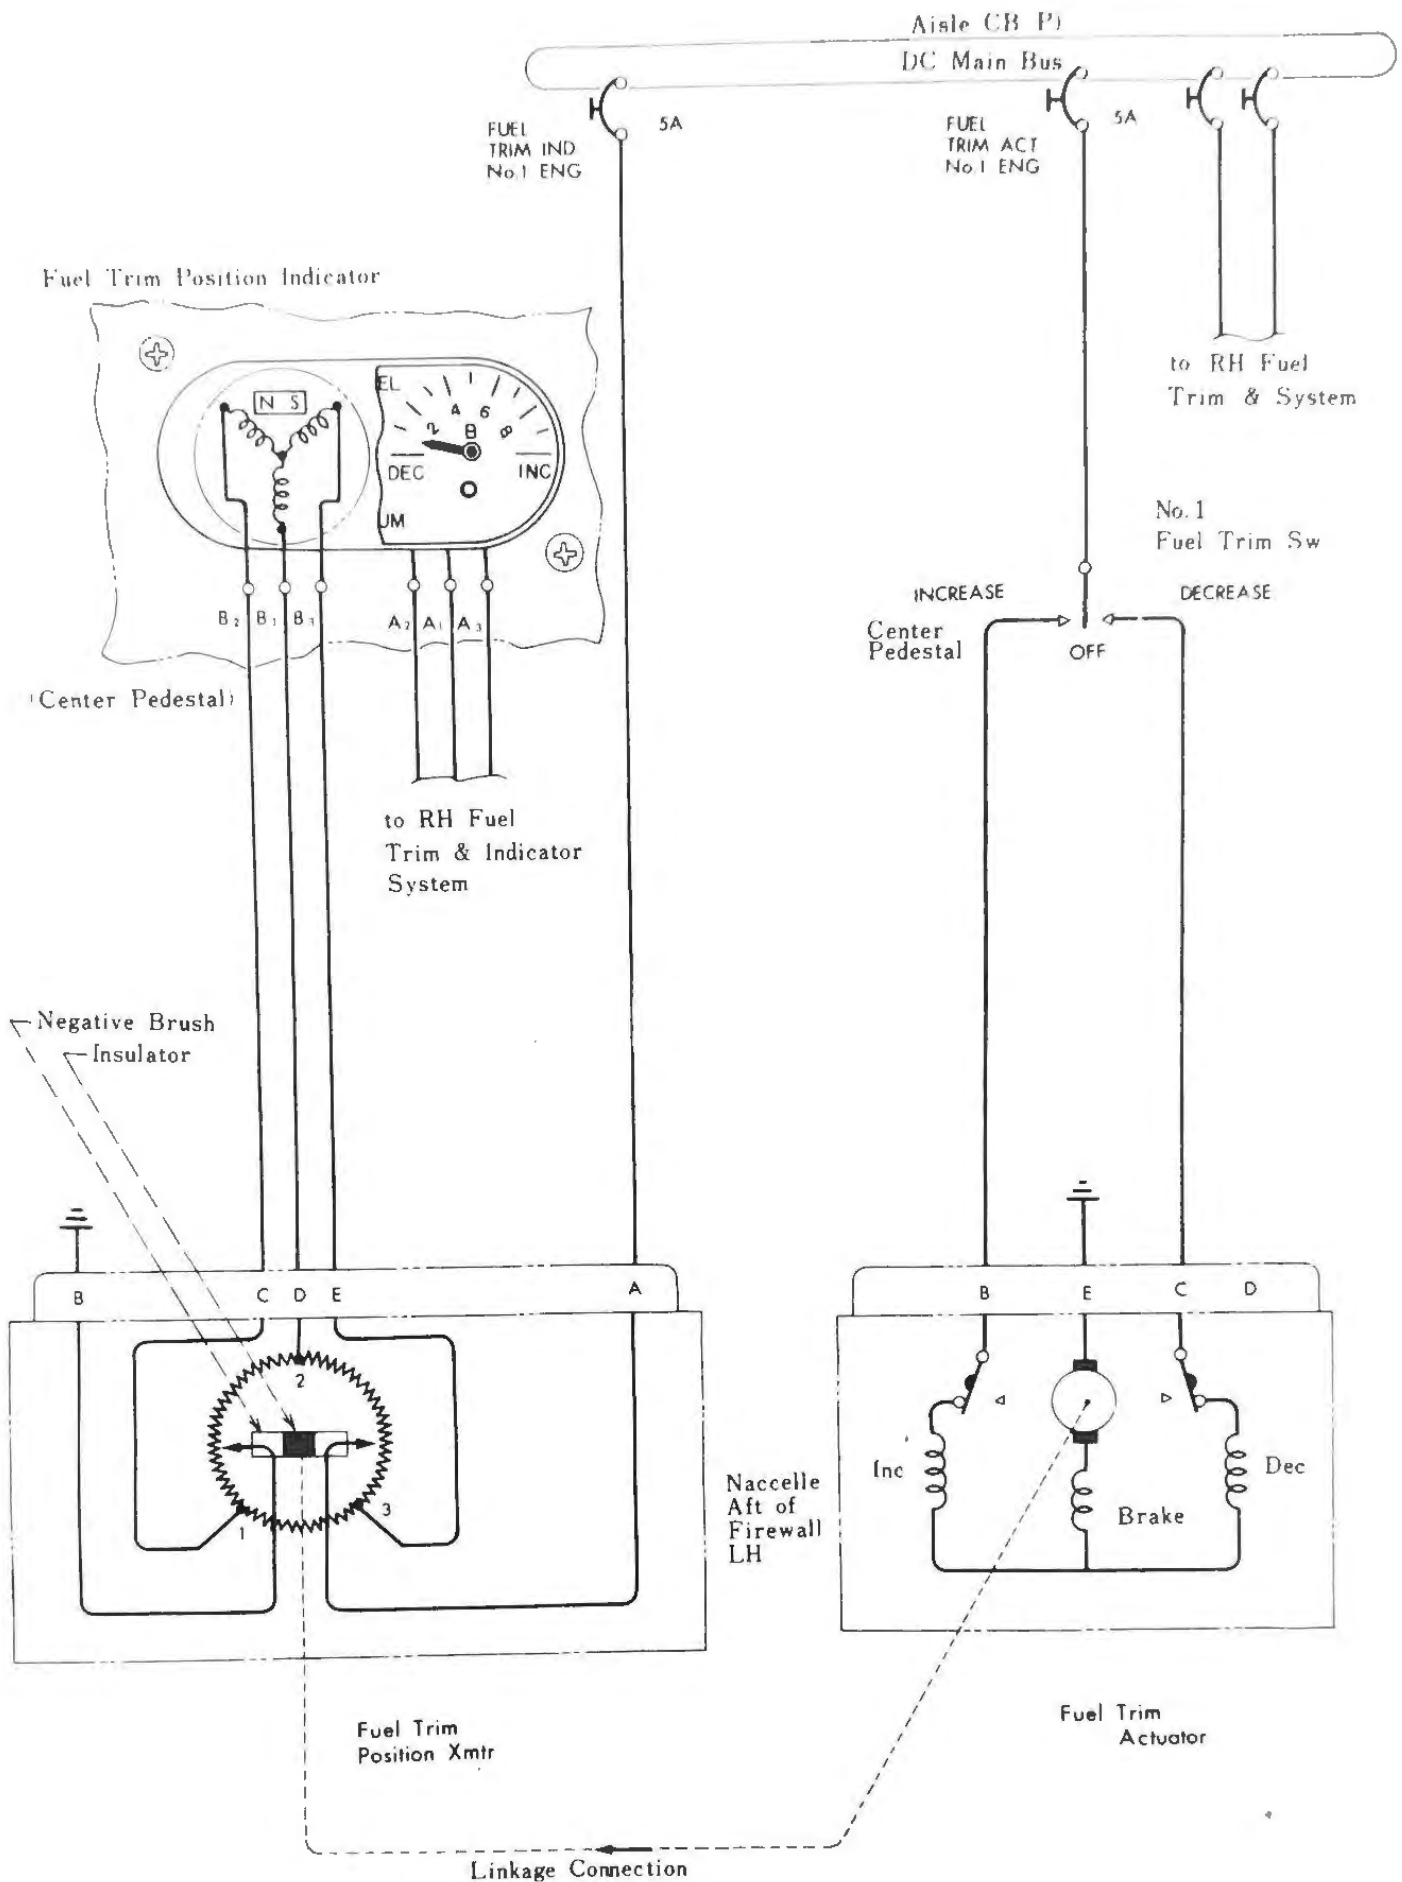 Aisle CB Pl
DC Main Bus
FUEL
TRIM IND
No.1 ENG
5A
FUEL
TRIM ACT
No.1 ENG
5A
Fuel Trim Position Indicator
to RH Fuel
Trim & System
N S
EL
2 4 6 8
B
DEC
INC
UM
No.1
Fuel Trim Sw
INCREASE
DECREASE
Center
Pedestal
OFF
B2 B1 B3
A2 A1 A3
(Center Pedestal)
to RH Fuel
Trim & Indicator
System
Negative Brush
Insulator
B C D E A
B E C D
2
1
3
Inc
Brake
Dec
Naccelle
Aft of
Firewall
LH
Fuel Trim
Position Xmtr
Fuel Trim
Actuator
Linkage Connection